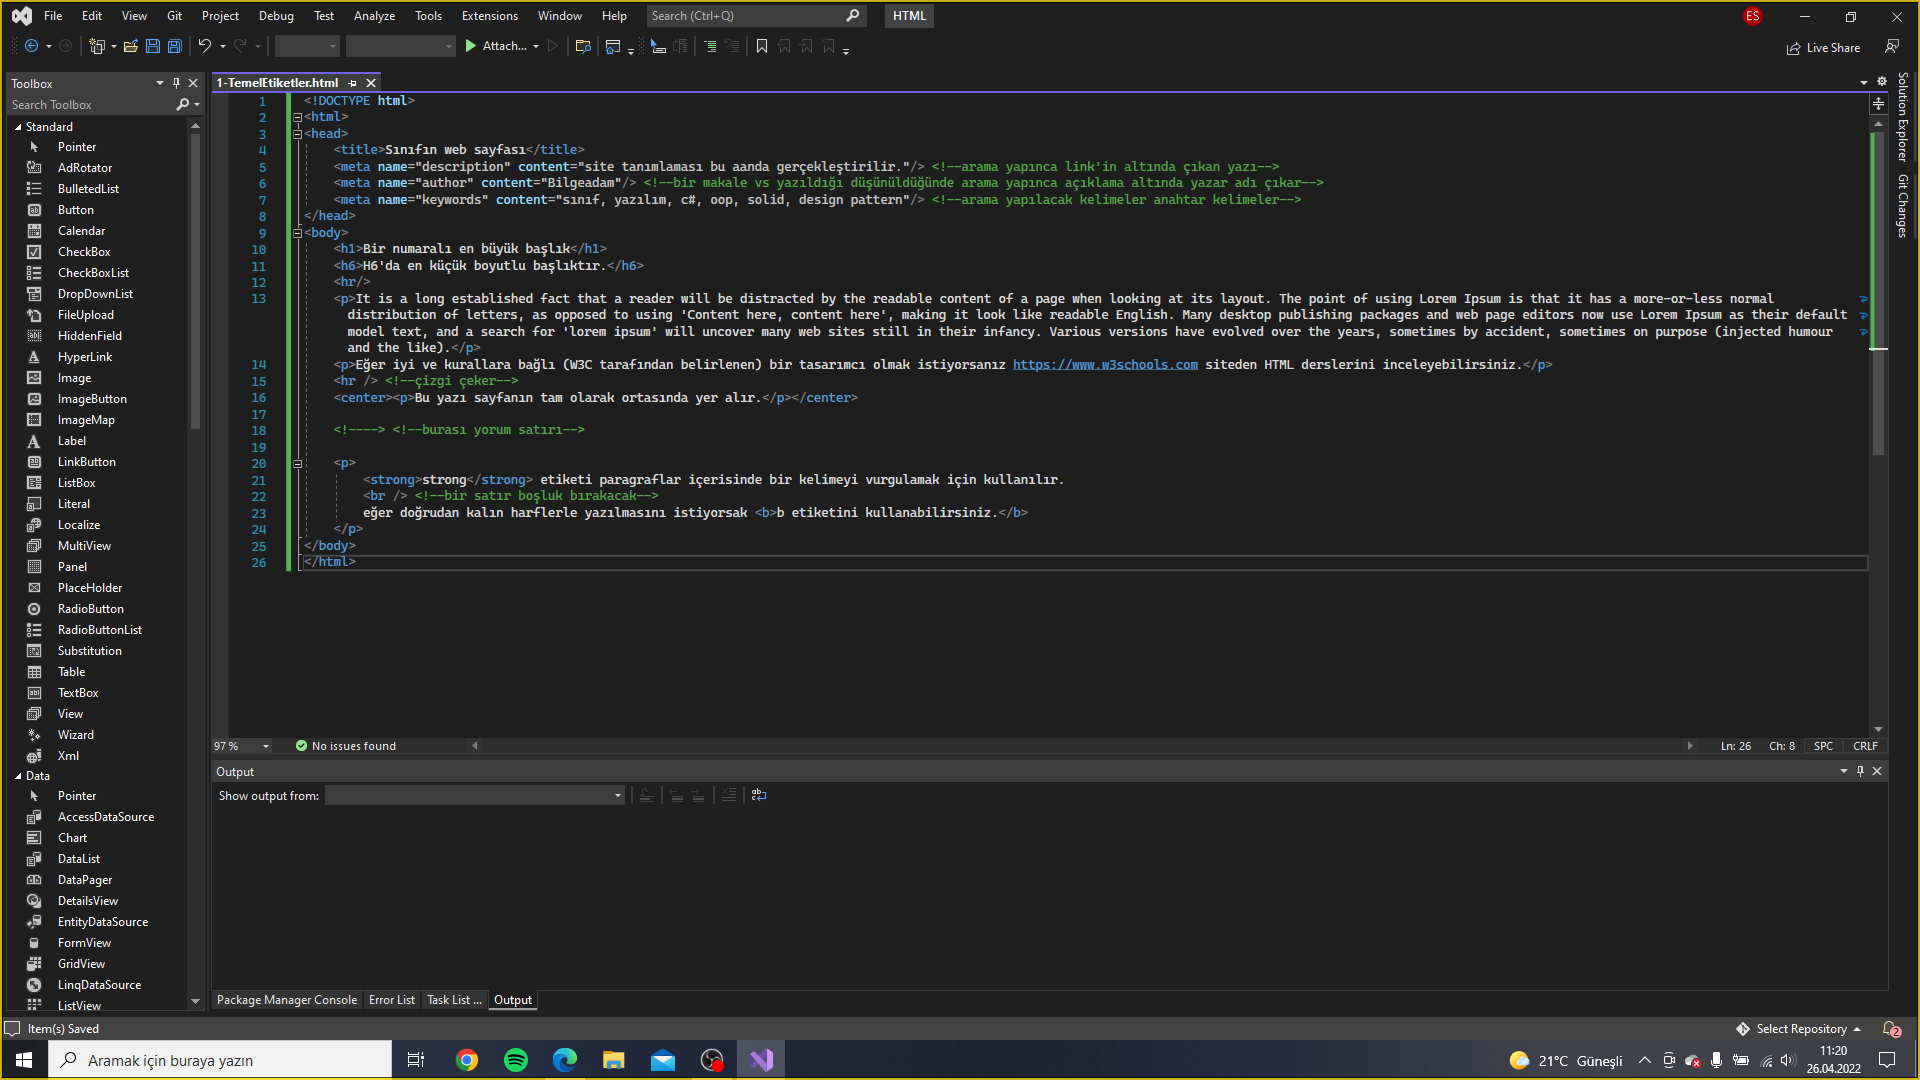 File Edit View Git Project Debug Test Analyze Tools Extensions Window Help Search (Ctrl+Q) HTML ES
Attach... Live Share
Toolbox
Search Toolbox
Standard
Pointer
AdRotator
BulletedList
Button
Calendar
CheckBox
CheckBoxList
DropDownList
FileUpload
HiddenField
HyperLink
Image
ImageButton
ImageMap
Label
LinkButton
ListBox
Literal
Localize
MultiView
Panel
PlaceHolder
RadioButton
RadioButtonList
Substitution
Table
TextBox
View
Wizard
Xml
Data
Pointer
AccessDataSource
Chart
DataList
DataPager
DetailsView
EntityDataSource
FormView
GridView
LinqDataSource
ListView
1-TemelEtiketler.html
1 <!DOCTYPE html>
2 <html>
3 <head>
4 <title>Sınıfın web sayfası</title>
5 <meta name="description" content="site tanımlaması bu aanda gerçekleştirilir."/> <!--arama yapınca link'in altında çıkan yazı-->
6 <meta name="author" content="Bilgeadam"/> <!--bir makale vs yazıldığı düşünüldüğünde arama yapınca açıklama altında yazar adı çıkar-->
7 <meta name="keywords" content="sınıf, yazılım, c#, oop, solid, design pattern"/> <!--arama yapılacak kelimeler anahtar kelimeler-->
8 </head>
9 <body>
10 <h1>Bir numaralı en büyük başlık</h1>
11 <h6>H6'da en küçük boyutlu başlıktır.</h6>
12 <hr/>
13 <p>It is a long established fact that a reader will be distracted by the readable content of a page when looking at its layout. The point of using Lorem Ipsum is that it has a more-or-less normal
distribution of letters, as opposed to using 'Content here, content here', making it look like readable English. Many desktop publishing packages and web page editors now use Lorem Ipsum as their default
model text, and a search for 'lorem ipsum' will uncover many web sites still in their infancy. Various versions have evolved over the years, sometimes by accident, sometimes on purpose (injected humour
and the like).</p>
14 <p>Eğer iyi ve kurallara bağlı (W3C tarafından belirlenen) bir tasarımcı olmak istiyorsanız https://www.w3schools.com siteden HTML derslerini inceleyebilirsiniz.</p>
15 <hr /> <!--çizgi çeker-->
16 <center><p>Bu yazı sayfanın tam olarak ortasında yer alır.</p></center>
17
18 <!----> <!--burası yorum satırı-->
19
20 <p>
21 <strong>strong</strong> etiketi paragraflar içerisinde bir kelimeyi vurgulamak için kullanılır.
22 <br /> <!--bir satır boşluk bırakacak-->
23 eğer doğrudan kalın harflerle yazılmasını istiyorsak <b>b etiketini kullanabilirsiniz.</b>
24 </p>
25 </body>
26 </html>
Solution Explorer
Git Changes
97 % No issues found Ln: 26 Ch: 8 SPC CRLF
Output
Show output from:
Package Manager Console Error List Task List ... Output
Item(s) Saved Select Repository 2
Aramak için buraya yazın 21°C Güneşli 11:20
26.04.2022